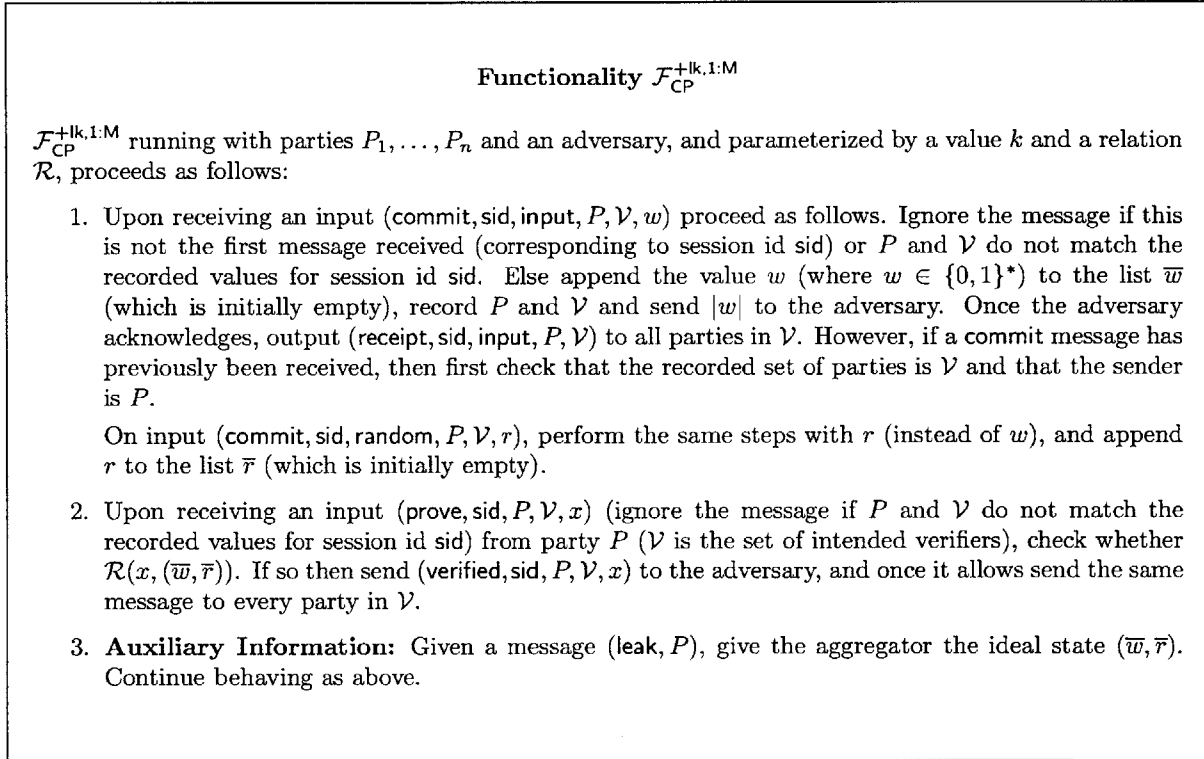 Functionality $\mathcal{F}_{\mathsf{CP}}^{+\mathsf{lk},1:\mathsf{M}}$
$\mathcal{F}_{\mathsf{CP}}^{+\mathsf{lk},1:\mathsf{M}}$ running with parties $P_1, \ldots, P_n$ and an adversary, and parameterized by a value $k$ and a relation
$\mathcal{R}$, proceeds as follows:
1. Upon receiving an input (commit, sid, input, $P, \mathcal{V}, w$) proceed as follows. Ignore the message if this
is not the first message received (corresponding to session id sid) or $P$ and $\mathcal{V}$ do not match the
recorded values for session id sid. Else append the value $w$ (where $w \in \{0,1\}^*$) to the list $\overline{w}$
(which is initially empty), record $P$ and $\mathcal{V}$ and send $|w|$ to the adversary. Once the adversary
acknowledges, output (receipt, sid, input, $P, \mathcal{V}$) to all parties in $\mathcal{V}$. However, if a commit message has
previously been received, then first check that the recorded set of parties is $\mathcal{V}$ and that the sender
is $P$.
On input (commit, sid, random, $P, \mathcal{V}, r$), perform the same steps with $r$ (instead of $w$), and append
$r$ to the list $\overline{r}$ (which is initially empty).
2. Upon receiving an input (prove, sid, $P, \mathcal{V}, x$) (ignore the message if $P$ and $\mathcal{V}$ do not match the
recorded values for session id sid) from party $P$ ($\mathcal{V}$ is the set of intended verifiers), check whether
$\mathcal{R}(x, (\overline{w}, \overline{r}))$. If so then send (verified, sid, $P, \mathcal{V}, x$) to the adversary, and once it allows send the same
message to every party in $\mathcal{V}$.
3. Auxiliary Information: Given a message (leak, $P$), give the aggregator the ideal state $(\overline{w}, \overline{r})$.
Continue behaving as above.